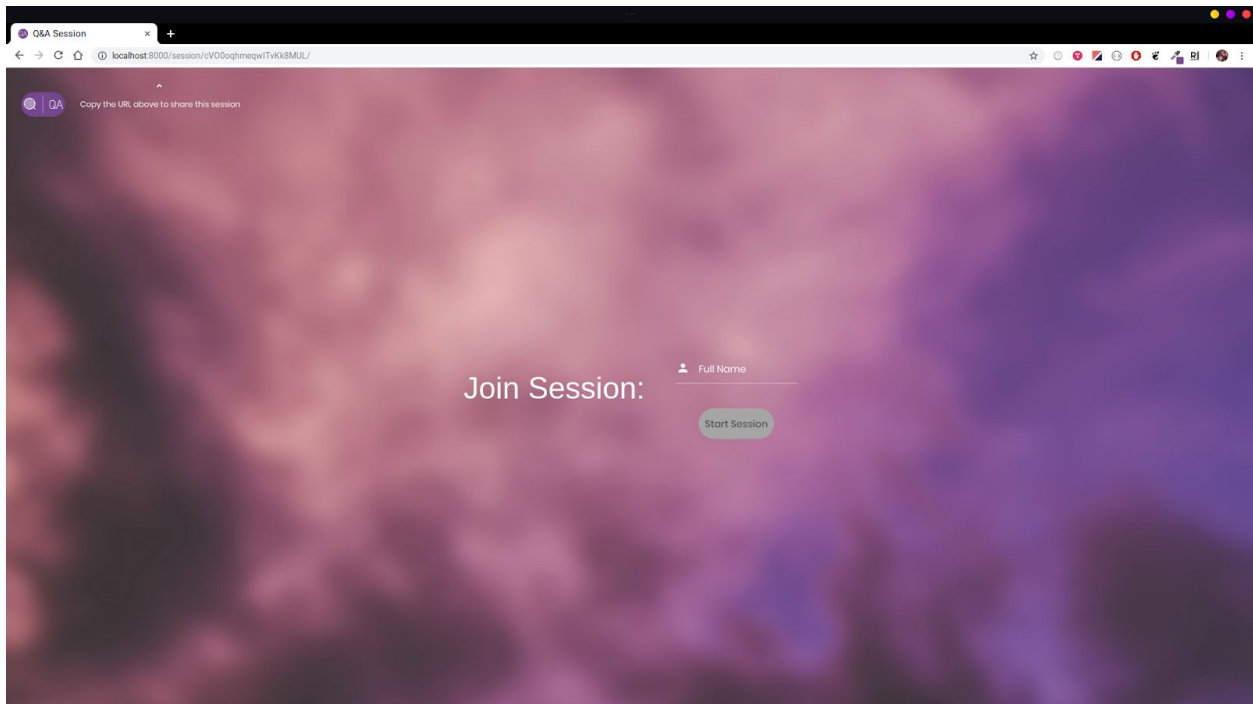 Q&A Session
localhost:8000/session/cVO0oqhmeqwITvKk8MUL/
QA
Copy the URL above to share this session
Join Session:
Full Name
Start Session